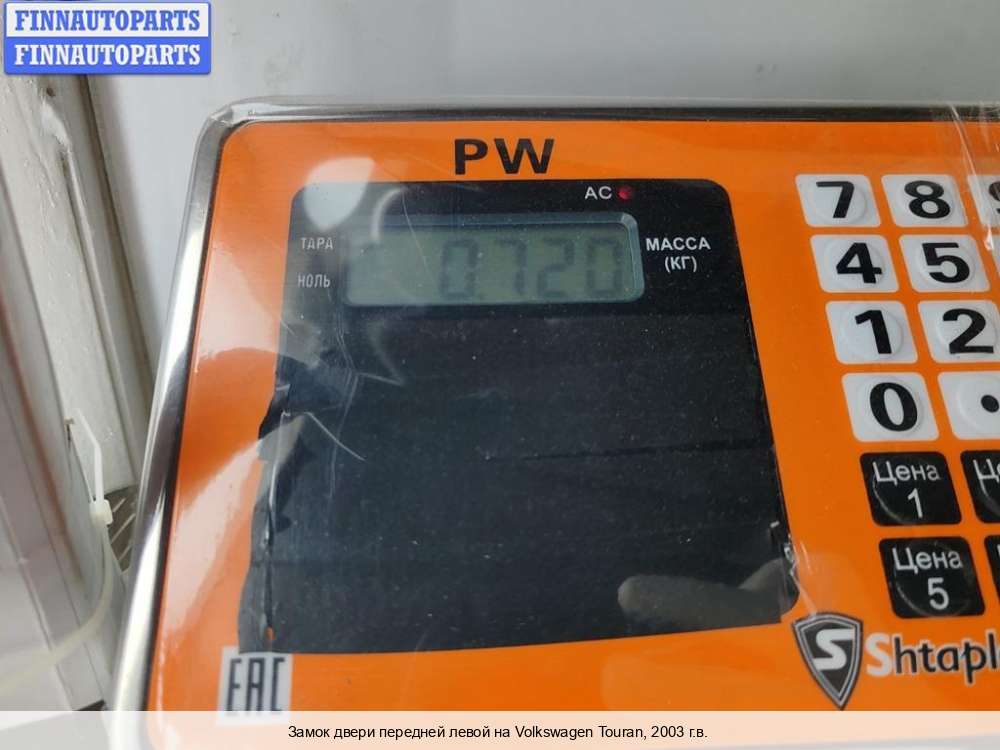 FINNAUTOPARTS
FINNAUTOPARTS
PW
AC
ТАРА
НОЛЬ
0.720
МАССА
(КГ)
7 8
4 5
1 2
0 .
Цена
1
Цена
5
S
EAC
Замок двери передней левой на Volkswagen Touran, 2003 г.в.